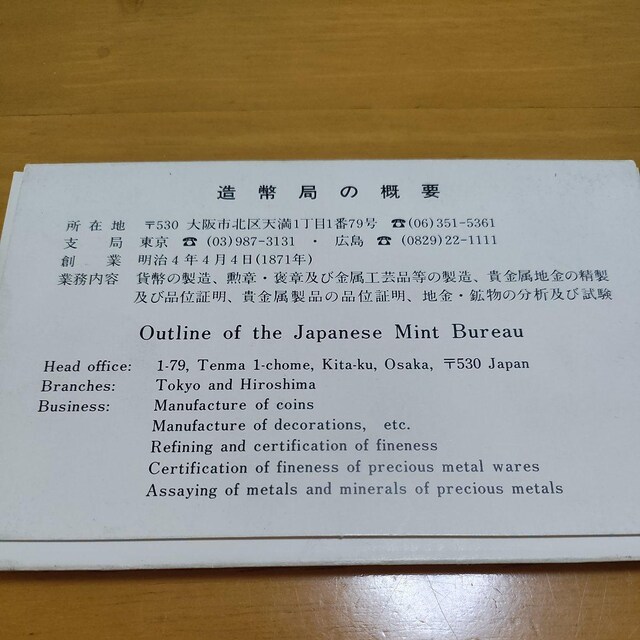 造幣局の概要
所在地 〒530 大阪市北区天満1丁目1番79号 ☎(06)351-5361
支局 東京 ☎ (03)987-3131 ・ 広島 ☎ (0829)22-1111
創業 明治4年4月4日(1871年)
業務内容 貨幣の製造、勲章・褒章及び金属工芸品等の製造、貴金属地金の精製
及び品位証明、貴金属製品の品位証明、地金・鉱物の分析及び試験
Outline of the Japanese Mint Bureau
Head office: 1-79, Tenma 1-chome, Kita-ku, Osaka, 〒530 Japan
Branches: Tokyo and Hiroshima
Business: Manufacture of coins
Manufacture of decorations, etc.
Refining and certification of fineness
Certification of fineness of precious metal wares
Assaying of metals and minerals of precious metals